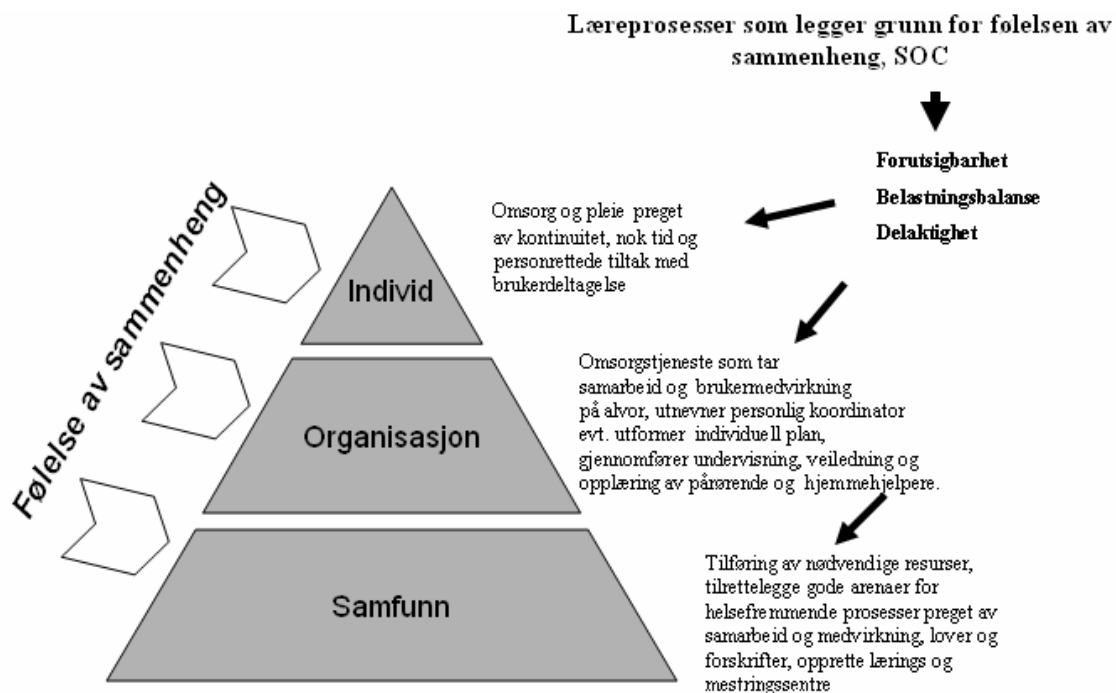 Læreprosesser som legger grunn for følelsen av
sammenheng, SOC
Forutsigbarhet
Belastningsbalanse
Delaktighet
Følelse av sammenheng
Individ
Omsorg og pleie preget
av kontinuitet, nok tid og
personrettede tiltak med
brukerdeltagelse
Organisasjon
Omsorgstjeneste som tar
samarbeid og brukermedvirkning
på alvor, utnevner personlig koordinator
evt. utformer individuell plan,
gjennomfører undervisning, veiledning og
opplæring av pårørende og hjemmehjelpere.
Samfunn
Tilføring av nødvendige resurser,
tilrettelegge gode arenaer for
helsefremmende prosesser preget av
samarbeid og medvirkning, lover og
forskrifter, opprette lærings og
mestringssentre